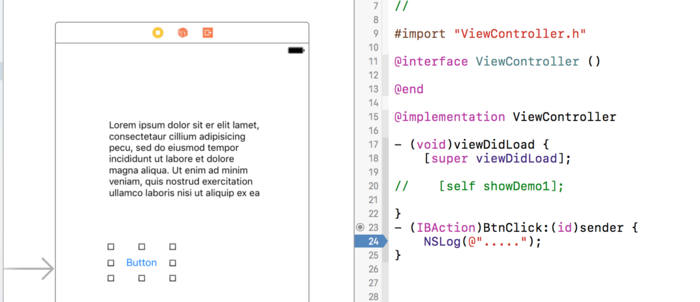 Lorem ipsum dolor sit er elit lamet,
consectetaur cillium adipisicing
pecu, sed do eiusmod tempor
incididunt ut labore et dolore
magna aliqua. Ut enim ad minim
veniam, quis nostrud exercitation
ullamco laboris nisi ut aliquip ex ea
Button
7 //
8
9 #import "ViewController.h"
10
11 @interface ViewController ()
12
13 @end
14
15 @implementation ViewController
16
17 - (void)viewDidLoad {
18 [super viewDidLoad];
19
20 // [self showDemo1];
21
22 }
23 - (IBAction)BtnClick:(id)sender {
24 NSLog(@".....");
25 }
26
27
28